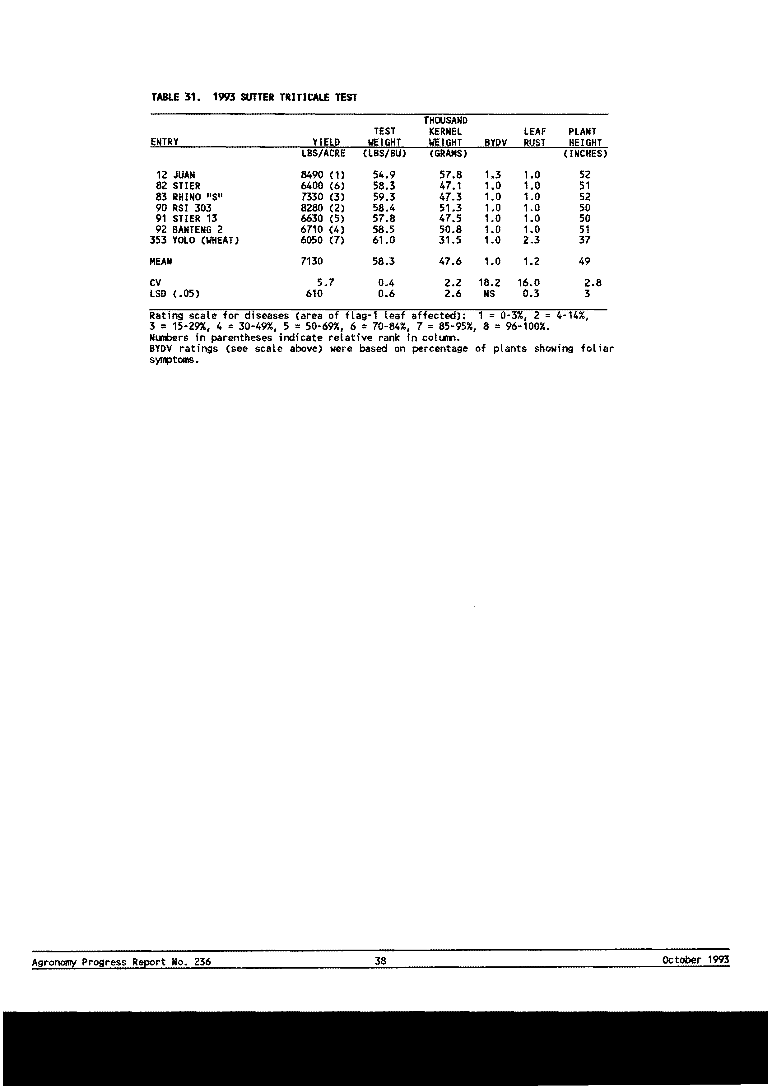 TABLE 31. 1993 SUTTER TRITICALE TEST
THOUSAND
TEST KERNEL LEAF PLANT
ENTRY YIELD WEIGHT WEIGHT BYDV RUST HEIGHT
LBS/ACRE (LBS/BU) (GRAMS) (INCHES)
12 JUAN 8490 (1) 54.9 57.8 1.3 1.0 52
82 STIER 6400 (6) 58.3 47.1 1.0 1.0 51
83 RHINO "S" 7330 (3) 59.3 47.3 1.0 1.0 52
90 RSI 303 8280 (2) 58.4 51.3 1.0 1.0 50
91 STIER 13 6630 (5) 57.8 47.5 1.0 1.0 50
92 BANTENG 2 6710 (4) 58.5 50.8 1.0 1.0 51
353 YOLO (WHEAT) 6050 (7) 61.0 31.5 1.0 2.3 37
MEAN 7130 58.3 47.6 1.0 1.2 49
CV 5.7 0.4 2.2 18.2 16.0 2.8
LSD (.05) 610 0.6 2.6 NS 0.3 3
Rating scale for diseases (area of flag-1 leaf affected): 1 = 0-3%, 2 = 4-14%,
3 = 15-29%, 4 = 30-49%, 5 = 50-69%, 6 = 70-84%, 7 = 85-95%, 8 = 96-100%.
Numbers in parentheses indicate relative rank in column.
BYDV ratings (see scale above) were based on percentage of plants showing foliar
symptoms.
Agronomy Progress Report No. 236 38 October 1993